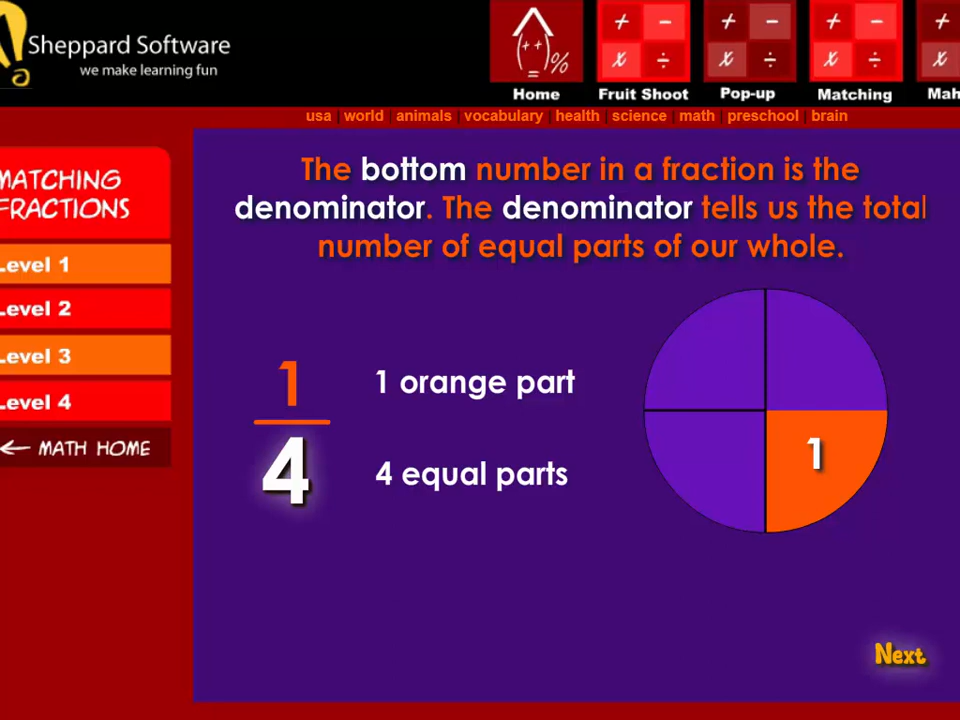 Sheppard Software
we make learning fun
Home
Fruit Shoot
Pop-up
Matching
Mah
usa | world | animals | vocabulary | health | science | math | preschool | brain
MATCHING
FRACTIONS
Level 1
Level 2
Level 3
Level 4
MATH HOME
The bottom number in a fraction is the
denominator. The denominator tells us the total
number of equal parts of our whole.
1
4
1 orange part
4 equal parts
1
Next